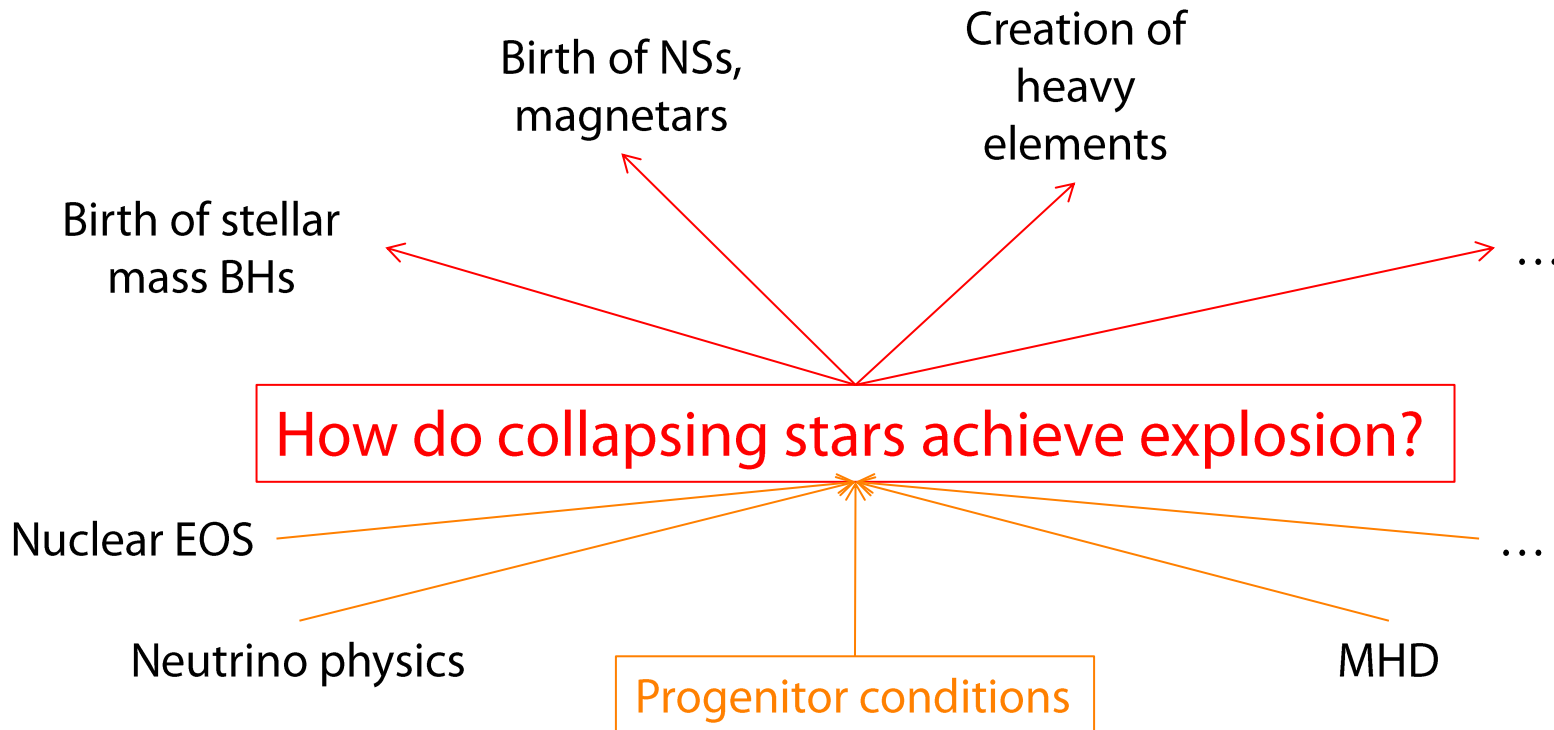 Creation of
heavy
elements
Birth of NSs,
magnetars
Birth of stellar
mass BHs
…
How do collapsing stars achieve explosion?
Nuclear EOS
…
Neutrino physics
MHD
Progenitor conditions